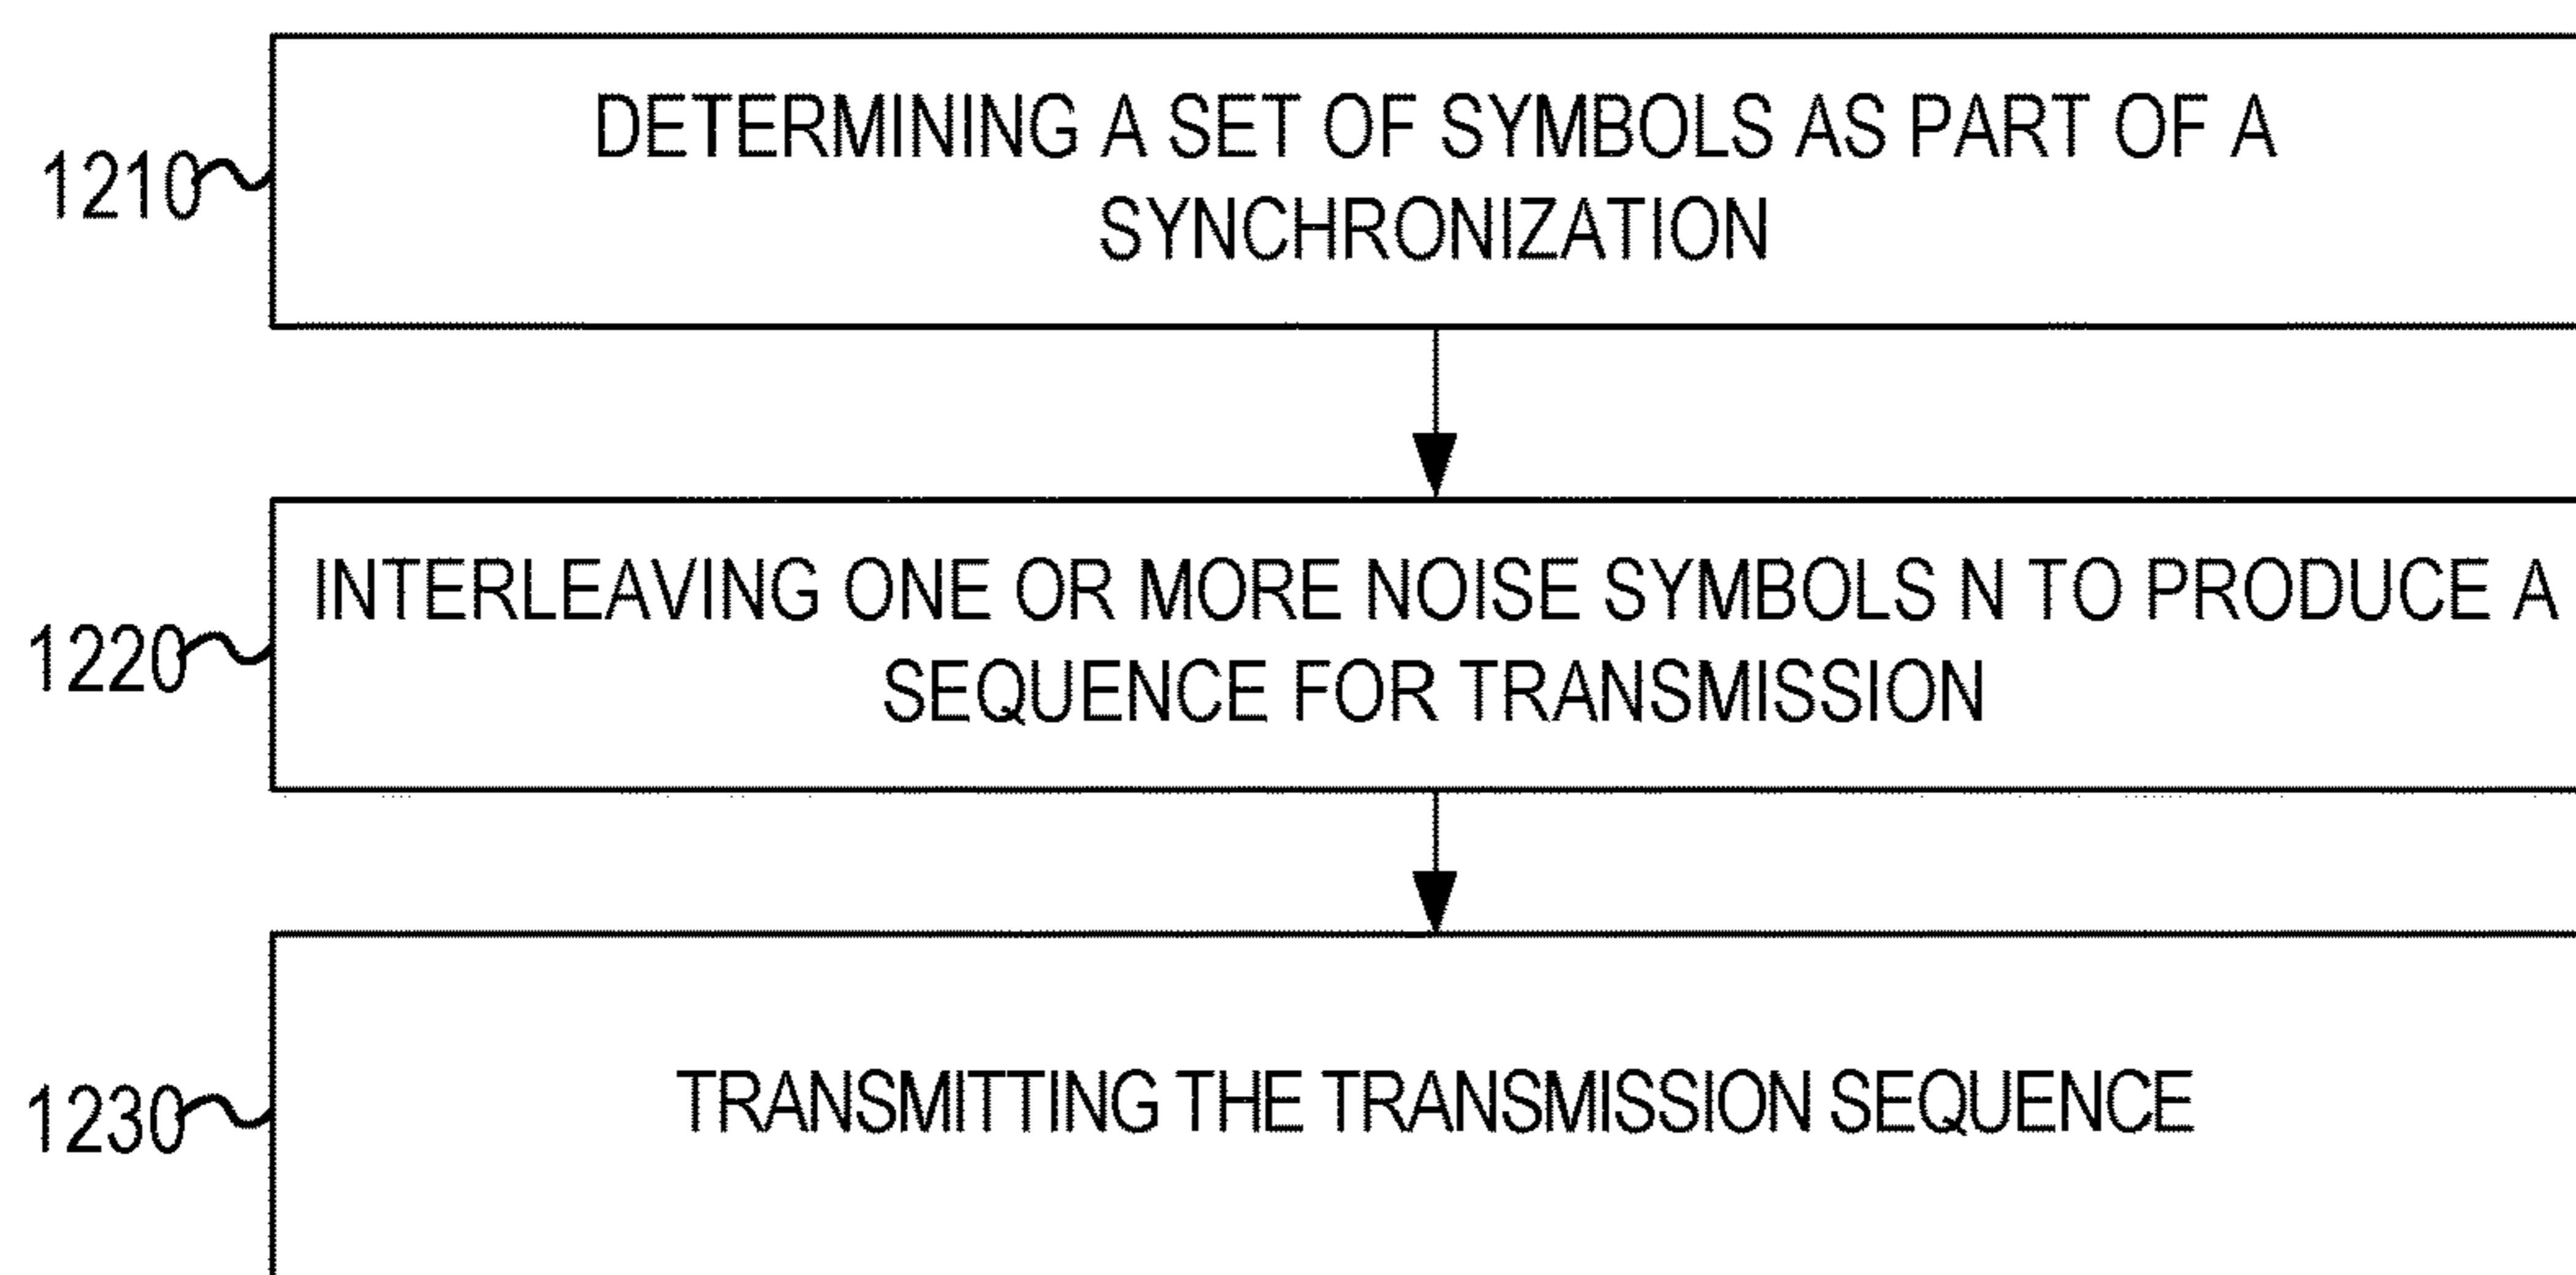 1210
DETERMINING A SET OF SYMBOLS AS PART OF A
SYNCHRONIZATION
1220
INTERLEAVING ONE OR MORE NOISE SYMBOLS N TO PRODUCE A
SEQUENCE FOR TRANSMISSION
1230
TRANSMITTING THE TRANSMISSION SEQUENCE